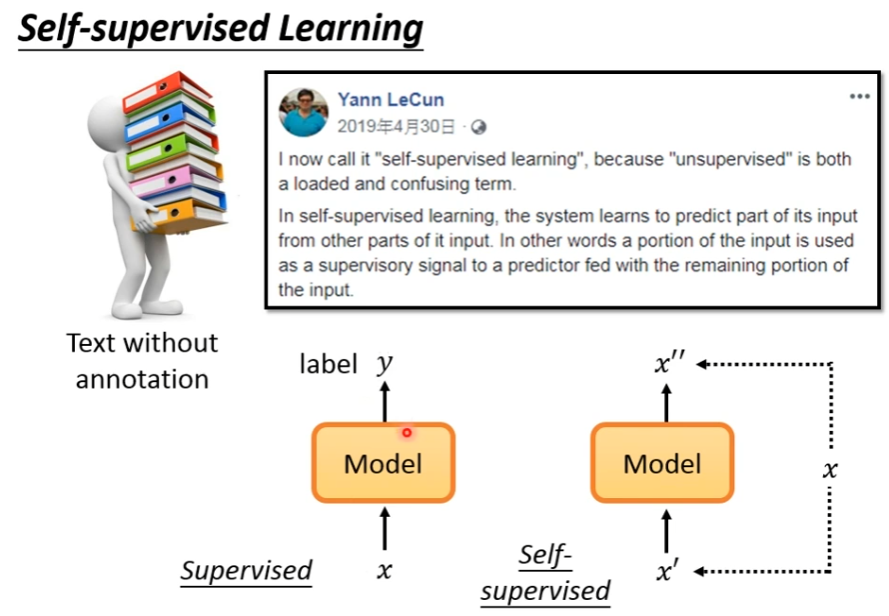 Self-supervised Learning
Yann LeCun
2019年4月30日 ·
I now call it "self-supervised learning", because "unsupervised" is both
a loaded and confusing term.
In self-supervised learning, the system learns to predict part of its input
from other parts of it input. In other words a portion of the input is used
as a supervisory signal to a predictor fed with the remaining portion of
the input.
Text without
annotation
label y
Model
x
Supervised
x''
Model
x'
x
Self-
supervised